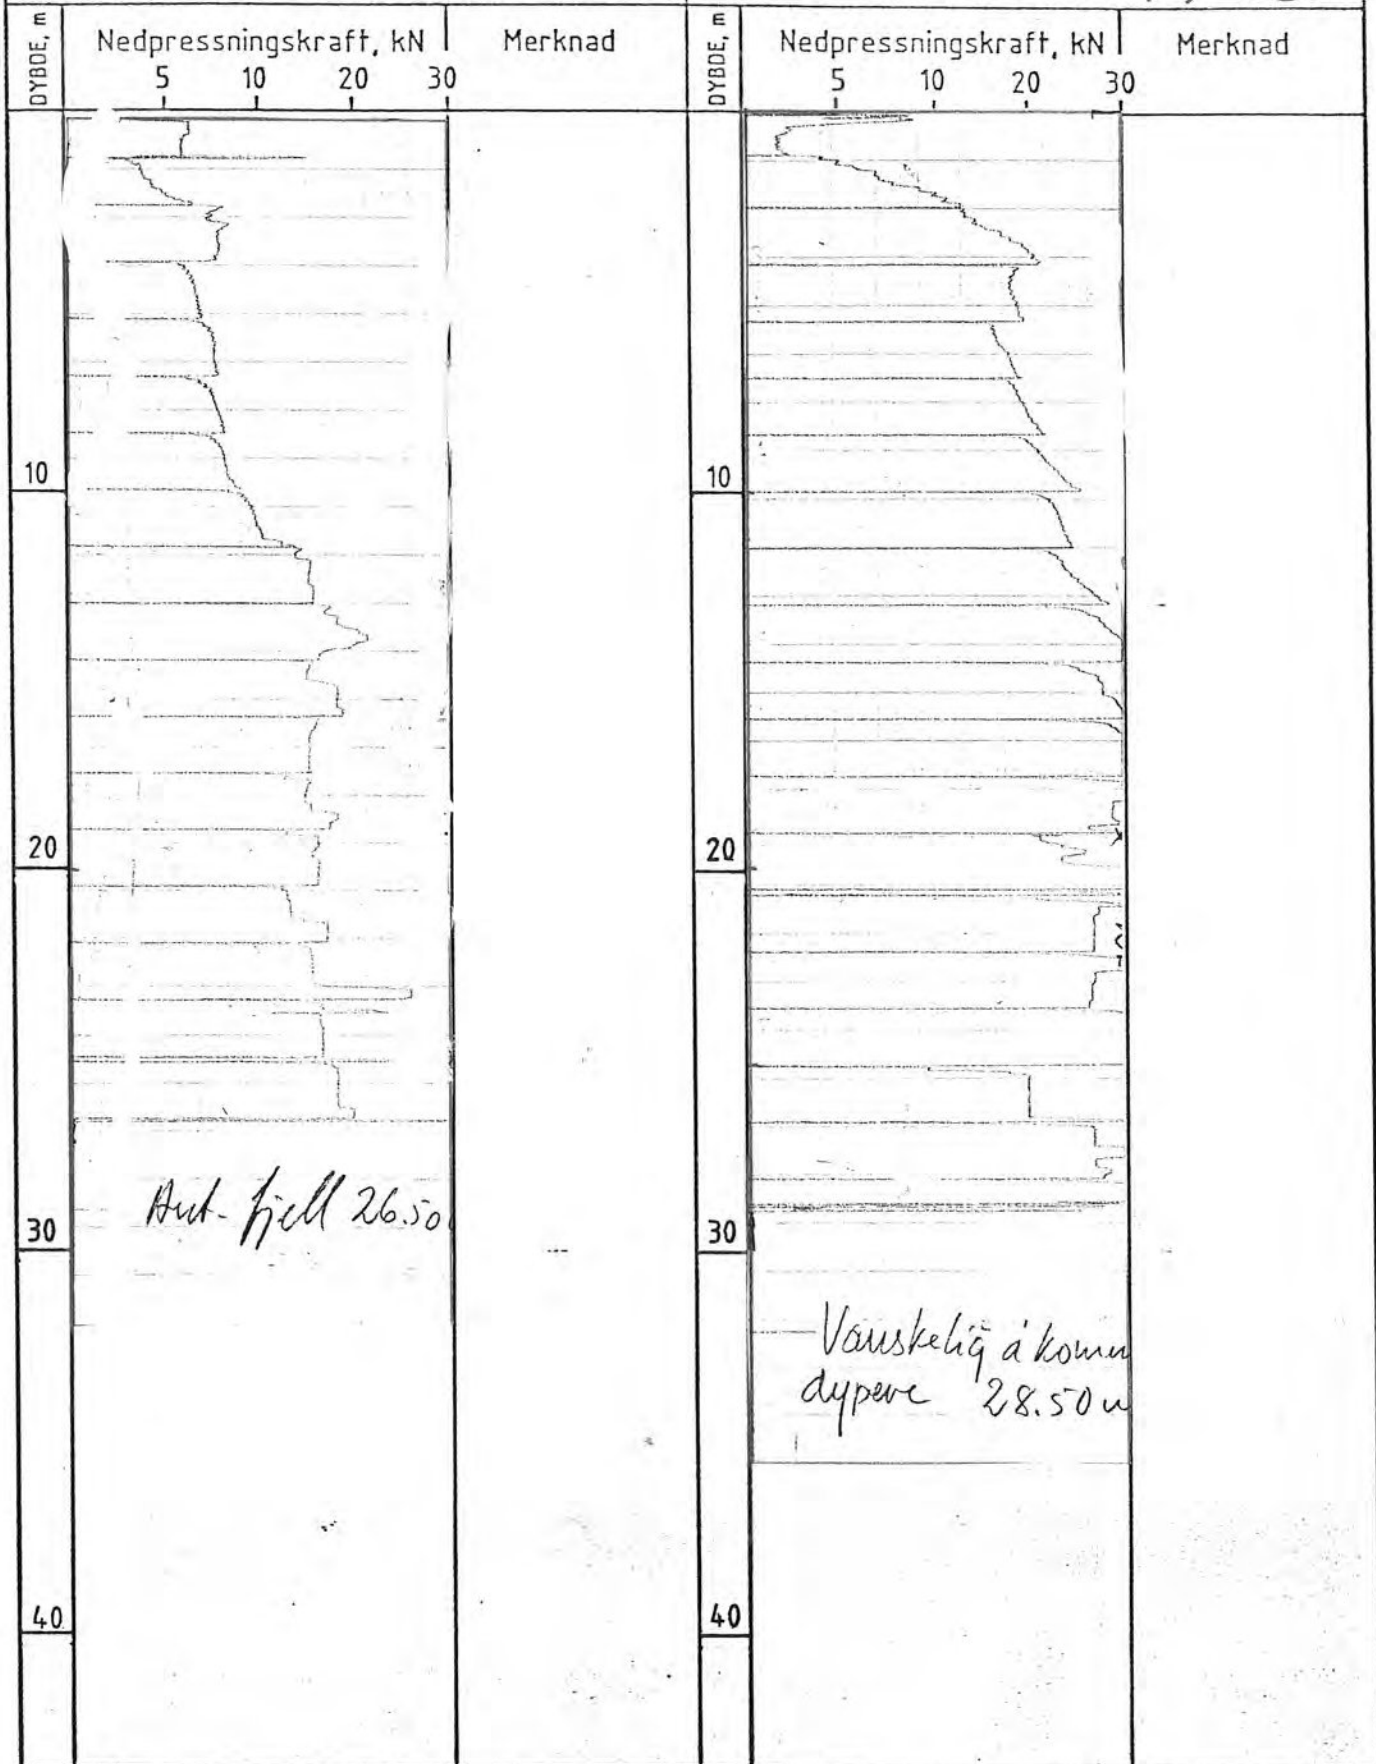 DYBDE, m
Nedpressningskraft, kN
Merknad
5 10 20 30
10
20
Ant. fjell 26.50
30
40
DYBDE, m
Nedpressningskraft, kN
Merknad
5 10 20 30
10
20
30
Vanskelig å komm
dypere 28.50 m
40